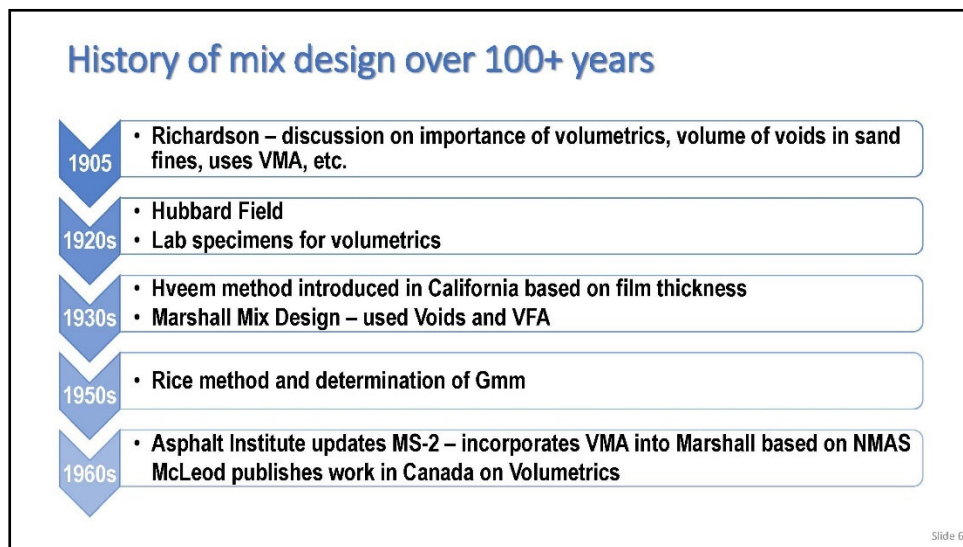 History of mix design over 100+ years
1905
• Richardson – discussion on importance of volumetrics, volume of voids in sand
fines, uses VMA, etc.
1920s
• Hubbard Field
• Lab specimens for volumetrics
1930s
• Hveem method introduced in California based on film thickness
• Marshall Mix Design – used Voids and VFA
1950s
• Rice method and determination of Gmm
1960s
• Asphalt Institute updates MS-2 – incorporates VMA into Marshall based on NMAS
McLeod publishes work in Canada on Volumetrics
Slide 6